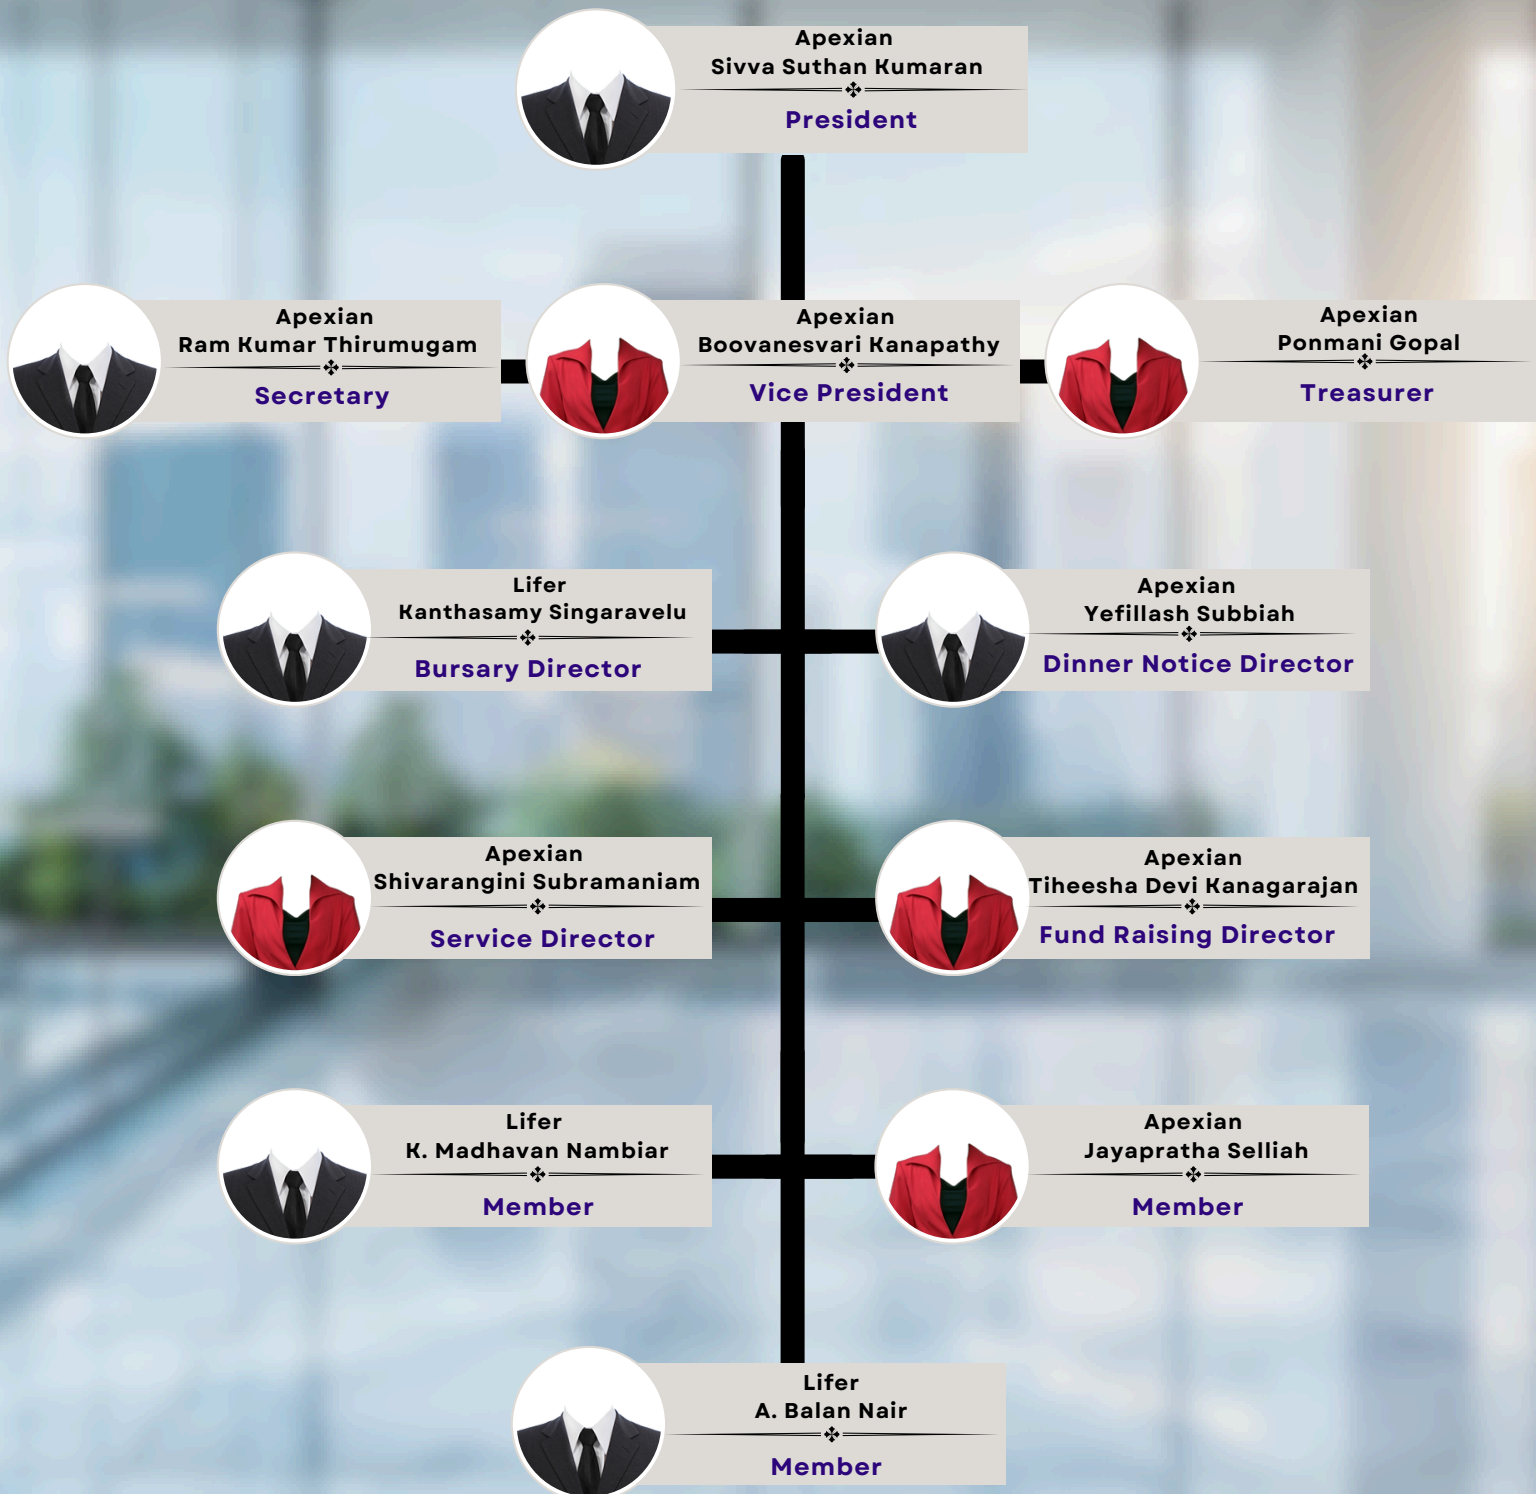 Apexian
Sivva Suthan Kumaran
President
Apexian
Ram Kumar Thirumugam
Secretary
Apexian
Boovanesvari Kanapathy
Vice President
Apexian
Ponmani Gopal
Treasurer
Lifer
Kanthasamy Singaravelu
Bursary Director
Apexian
Yefillash Subbiah
Dinner Notice Director
Apexian
Shivarangini Subramaniam
Service Director
Apexian
Tiheesha Devi Kanagarajan
Fund Raising Director
Lifer
K. Madhavan Nambiar
Member
Apexian
Jayapratha Selliah
Member
Lifer
A. Balan Nair
Member